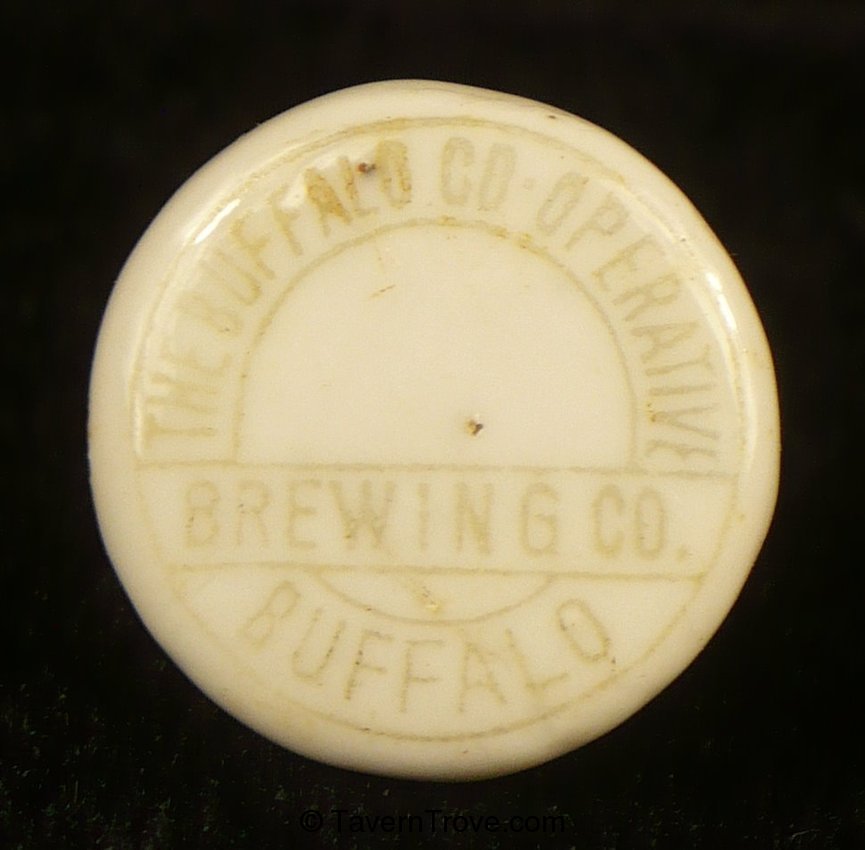 THE BUFFALO CO-OPERATIVE
BREWING CO.
BUFFALO
© TavernTrove.com